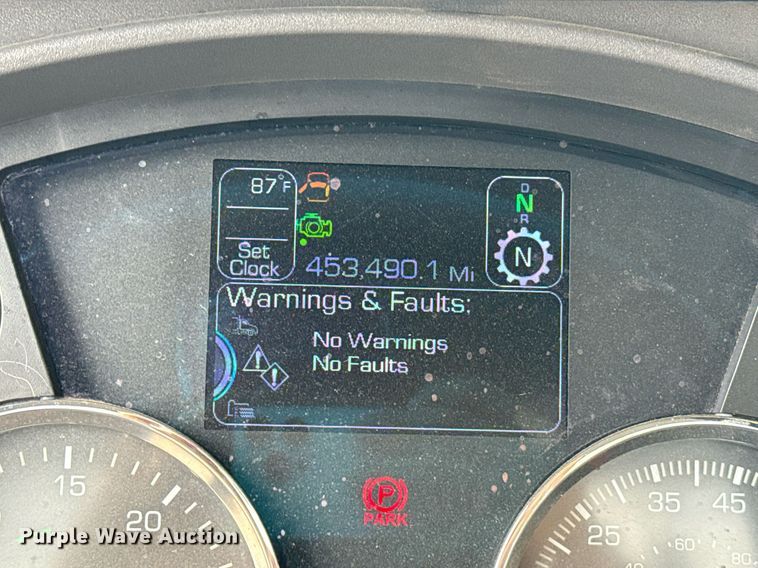 87°F
D
N
R
Set
Clock
453,490.1 Mi
N
Warnings & Faults:
No Warnings
No Faults
P
PARK
15
20
25
35
45
60
80
Purple Wave Auction